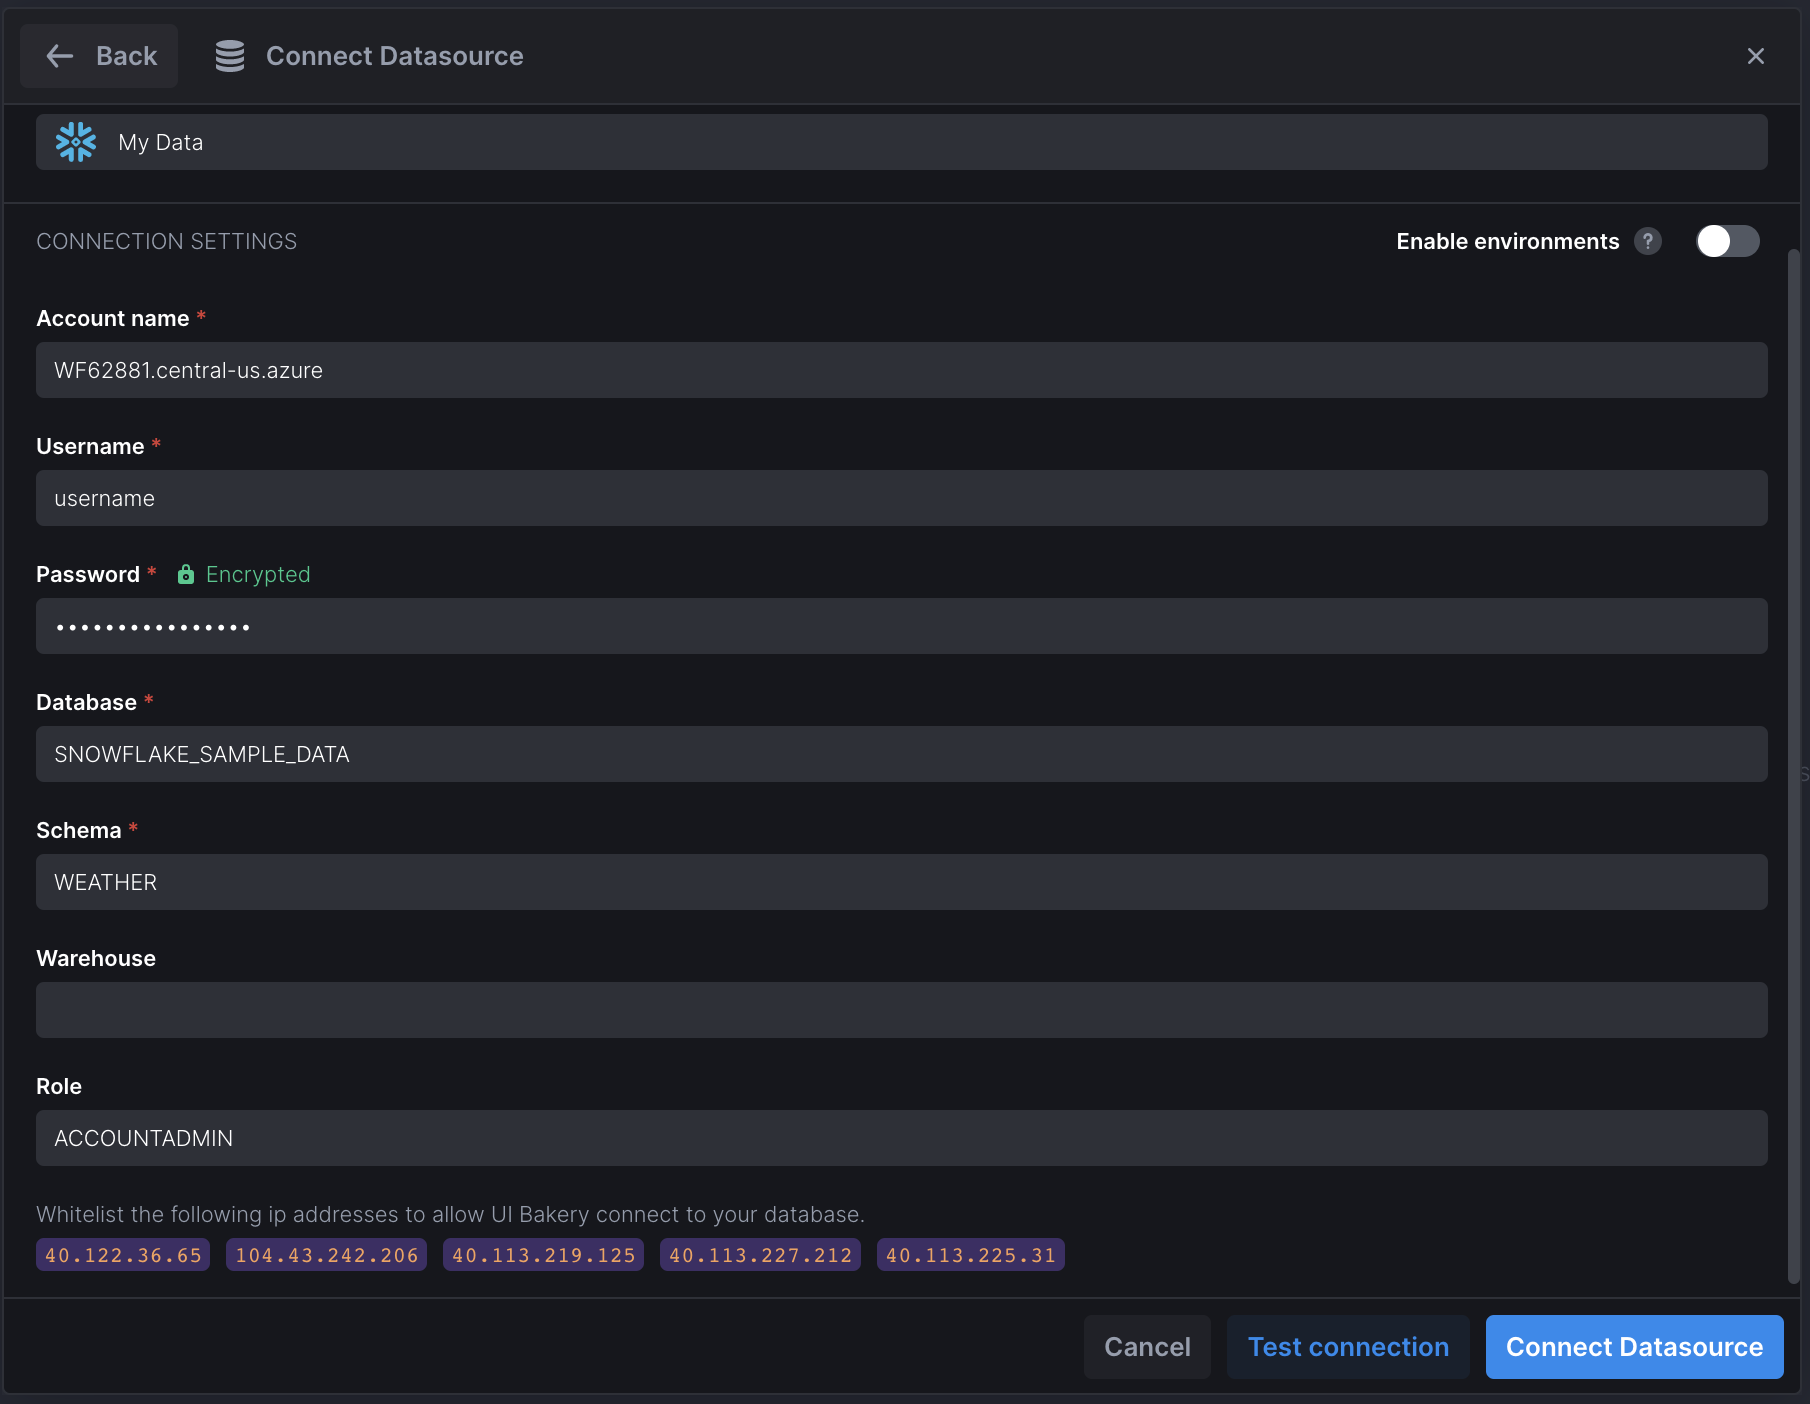 Back Connect Datasource
My Data
CONNECTION SETTINGS Enable environments ?
Account name *
WF62881.central-us.azure
Username *
username
Password * Encrypted
••••••••••••••••
Database *
SNOWFLAKE_SAMPLE_DATA
Schema *
WEATHER
Warehouse
Role
ACCOUNTADMIN
Whitelist the following ip addresses to allow UI Bakery connect to your database.
40.122.36.65 104.43.242.206 40.113.219.125 40.113.227.212 40.113.225.31
Cancel Test connection Connect Datasource